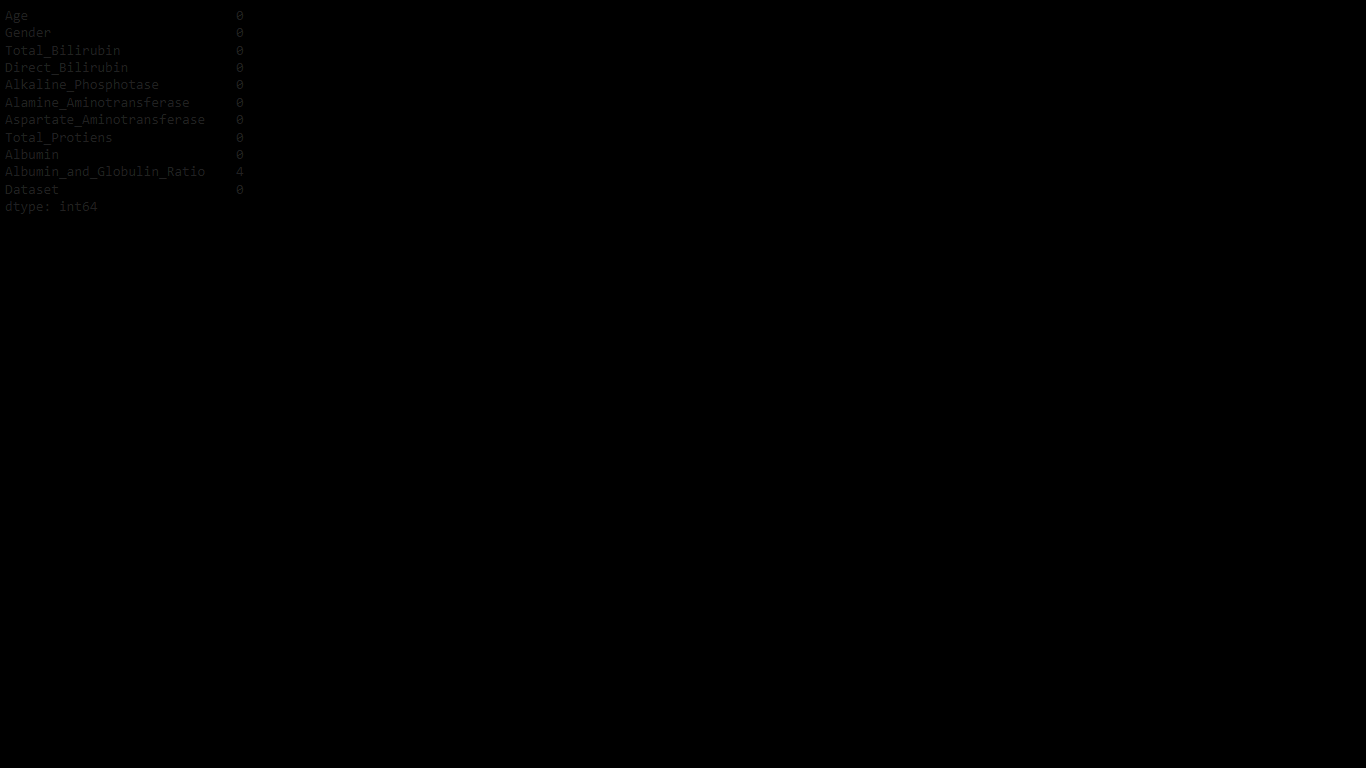 Age 0
Gender 0
Total_Bilirubin 0
Direct_Bilirubin 0
Alkaline_Phosphotase 0
Alamine_Aminotransferase 0
Aspartate_Aminotransferase 0
Total_Protiens 0
Albumin 0
Albumin_and_Globulin_Ratio 4
Dataset 0
dtype: int64